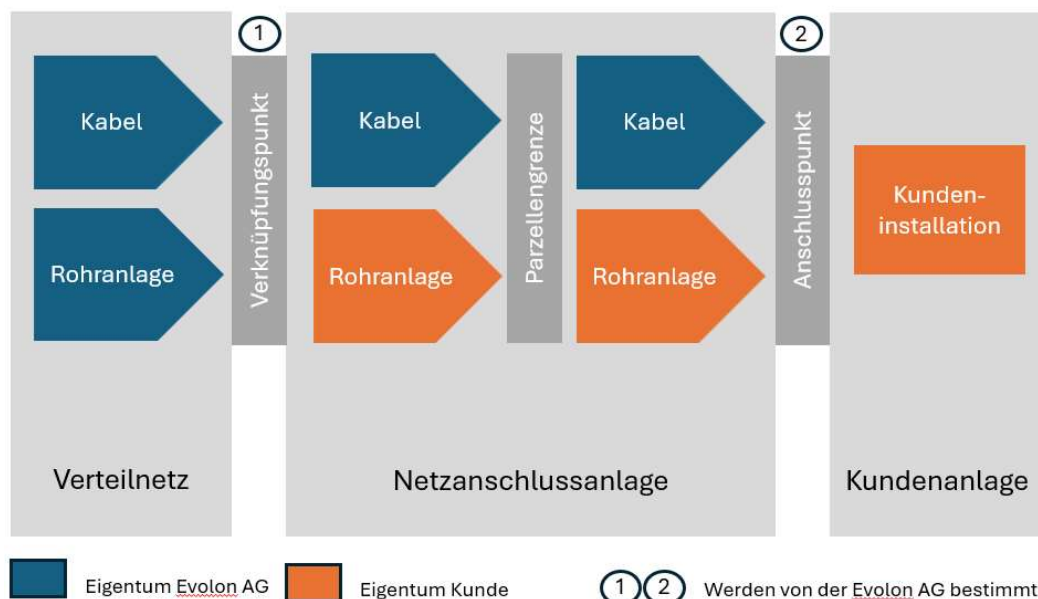 1
2
Kabel
Rohranlage
Verknüpfungspunkt
Kabel
Rohranlage
Parzellengrenze
Kabel
Rohranlage
Anschlusspunkt
Kunden-
installation
Verteilnetz
Netzanschlussanlage
Kundenanlage
Eigentum Evolon AG
Eigentum Kunde
1 2 Werden von der Evolon AG bestimmt